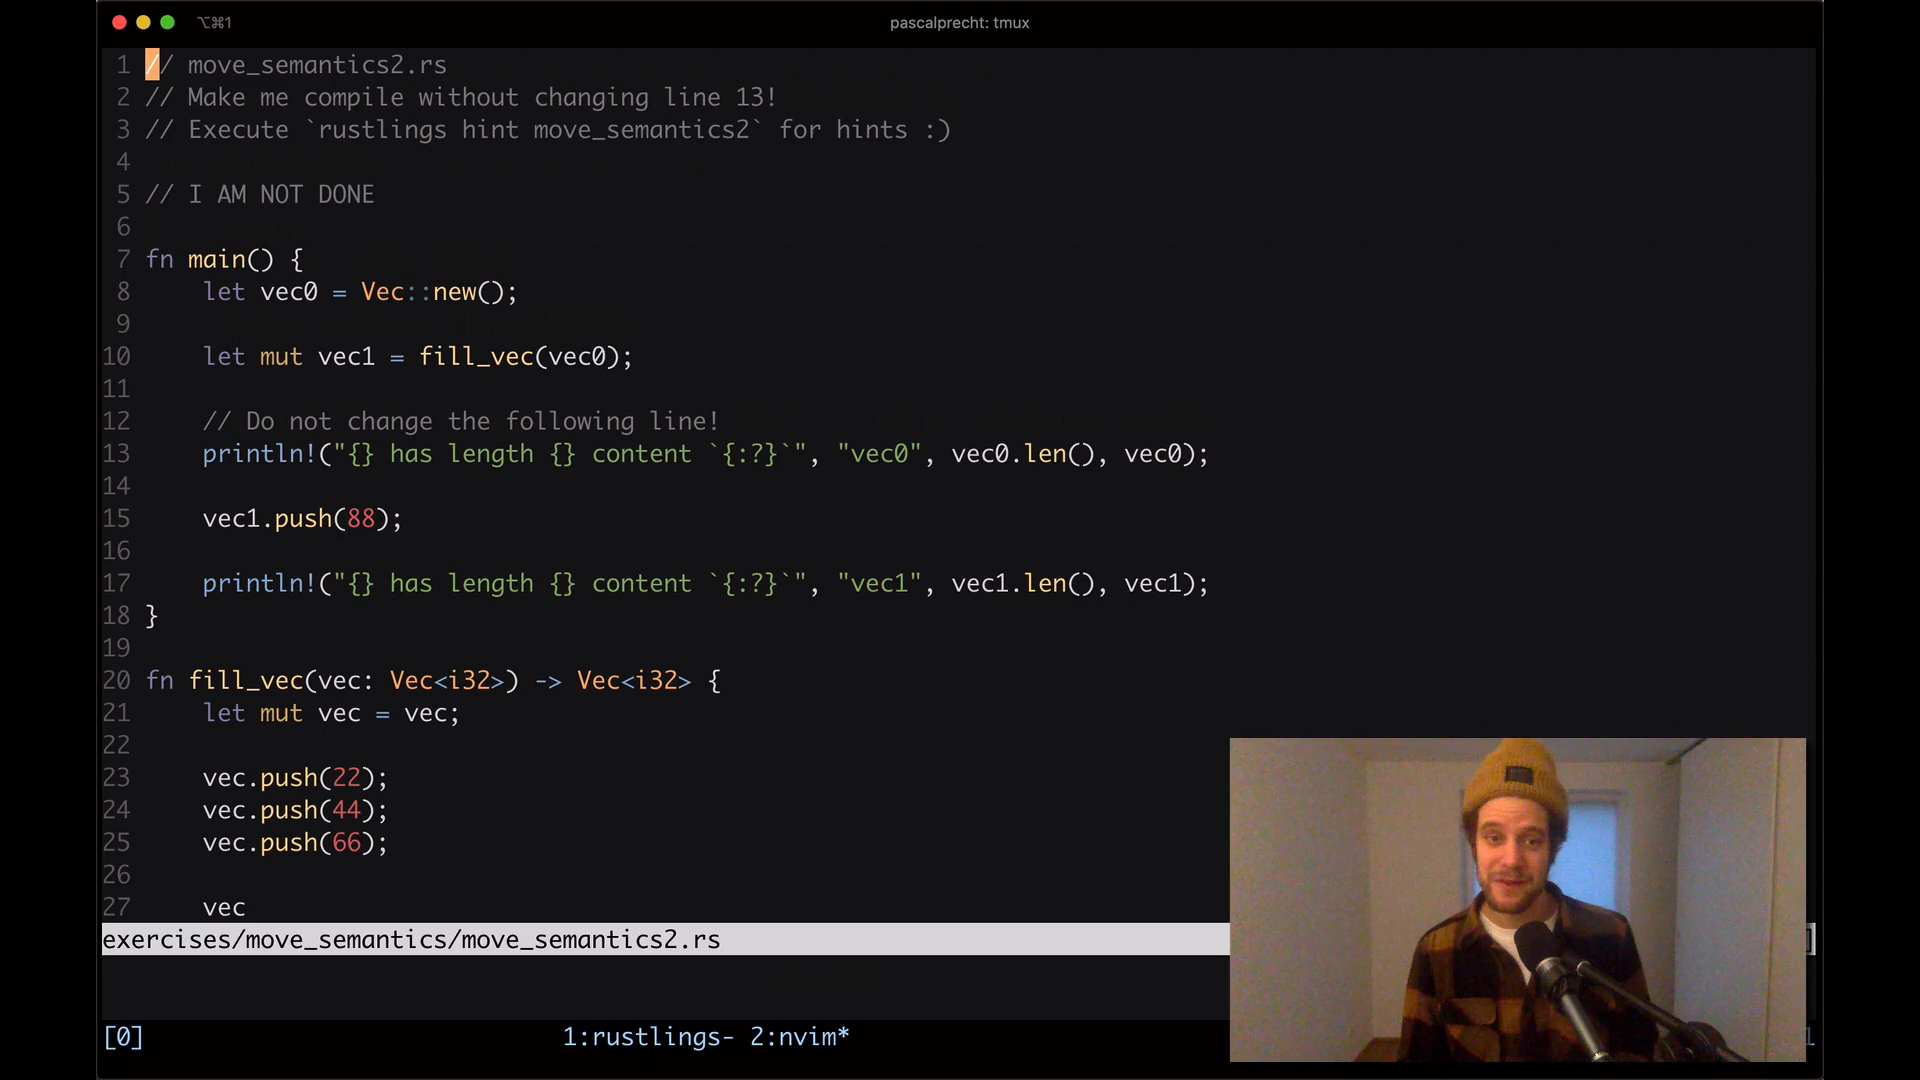 ⌥⌘1
pascalprecht: tmux
1 // move_semantics2.rs
2 // Make me compile without changing line 13!
3 // Execute `rustlings hint move_semantics2` for hints :)
4
5 // I AM NOT DONE
6
7 fn main() {
8     let vec0 = Vec::new();
9
10     let mut vec1 = fill_vec(vec0);
11
12     // Do not change the following line!
13     println!("{} has length {} content `{:?}`", "vec0", vec0.len(), vec0);
14
15     vec1.push(88);
16
17     println!("{} has length {} content `{:?}`", "vec1", vec1.len(), vec1);
18 }
19
20 fn fill_vec(vec: Vec<i32>) -> Vec<i32> {
21     let mut vec = vec;
22
23     vec.push(22);
24     vec.push(44);
25     vec.push(66);
26
27     vec
exercises/move_semantics/move_semantics2.rs
[0] 1:rustlings- 2:nvim*